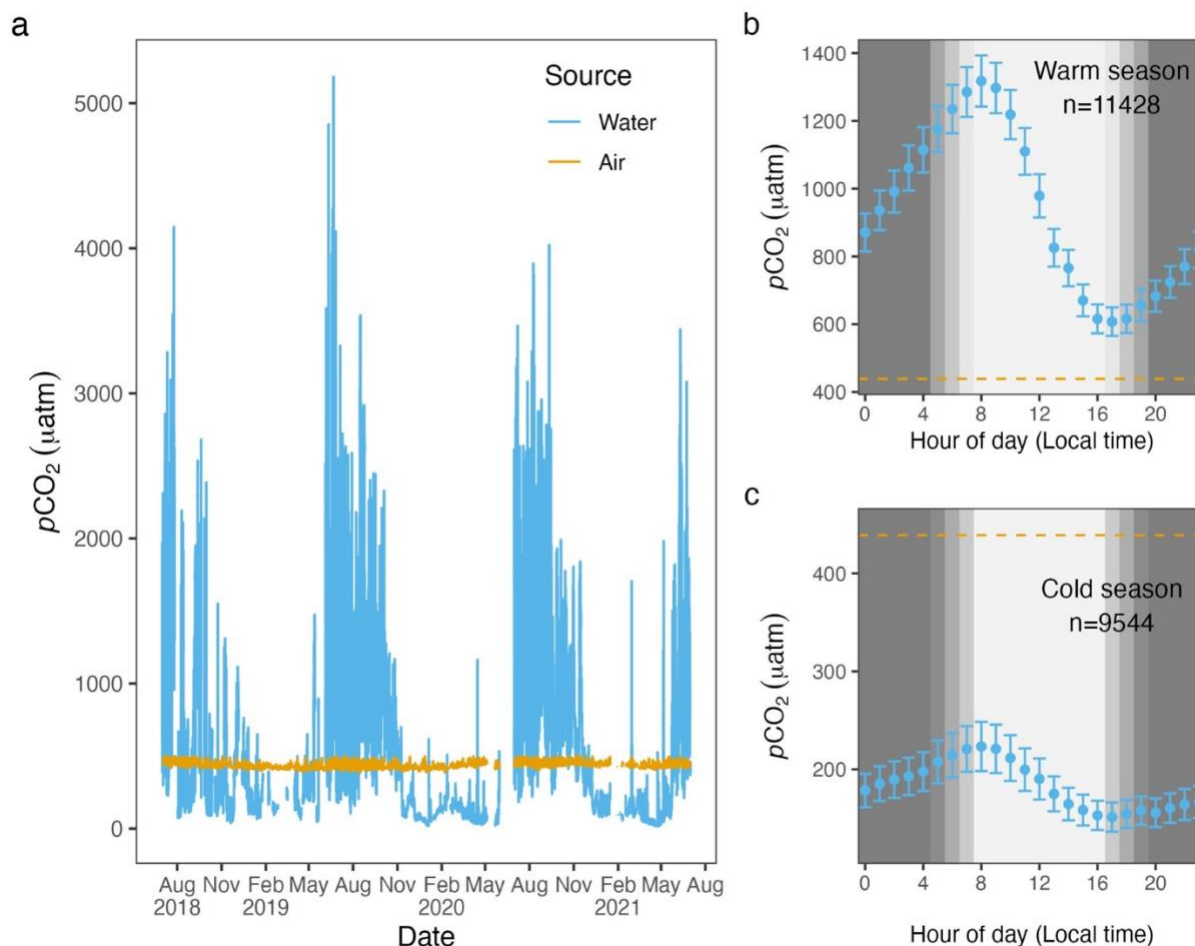 a
5000
4000
3000
2000
1000
0
pCO2 (µatm)
Source
Water
Air
Aug Nov Feb May Aug Nov Feb May Aug Nov Feb May Aug
2018 2019 2020 2021
Date
b
1400
1200
1000
800
600
400
pCO2 (µatm)
Warm season
n=11428
0 4 8 12 16 20
Hour of day (Local time)
c
400
300
200
pCO2 (µatm)
Cold season
n=9544
0 4 8 12 16 20
Hour of day (Local time)